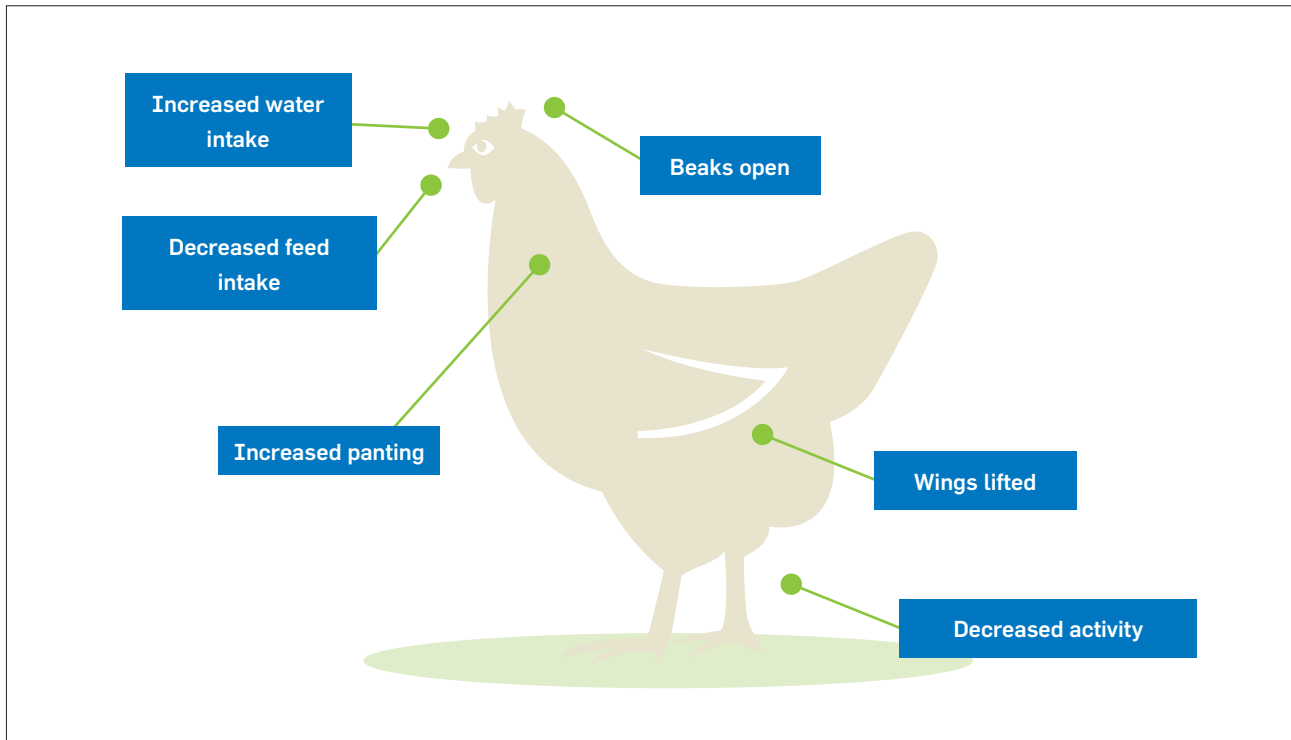 Increased water
intake
Beaks open
Decreased feed
intake
Increased panting
Wings lifted
Decreased activity